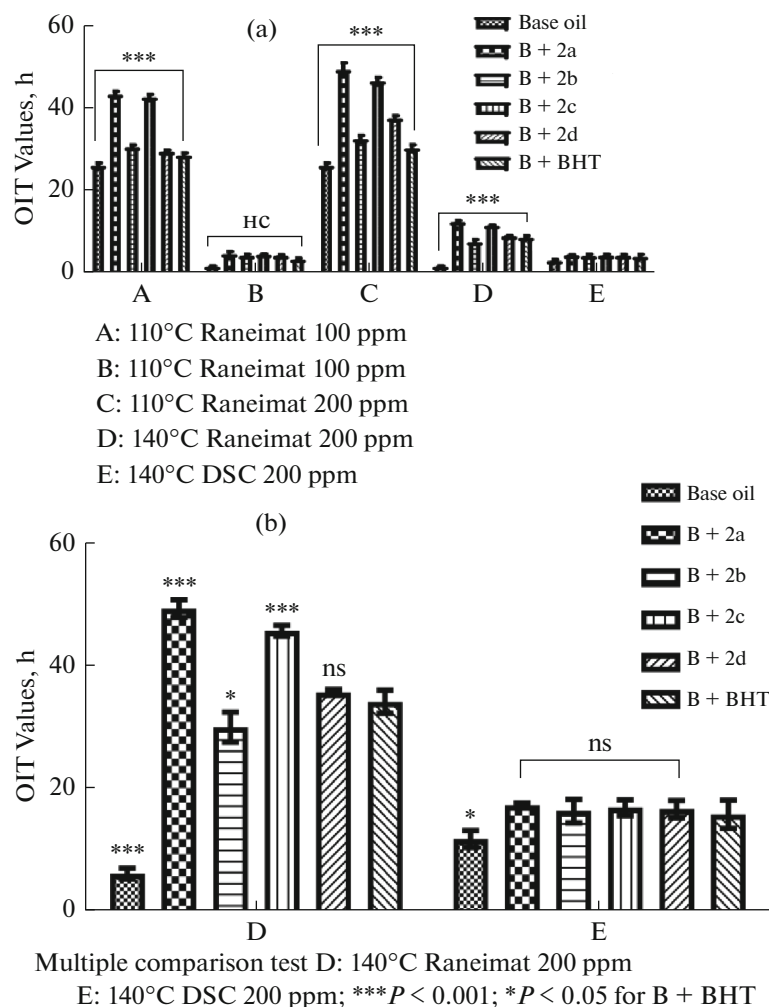 (a)
Base oil
B + 2a
B + 2b
B + 2c
B + 2d
B + BHT
OIT Values, h
60
40
20
0
***
нс
***
***
A
B
C
D
E
A: 110°C Raneimat 100 ppm
B: 110°C Raneimat 100 ppm
C: 110°C Raneimat 200 ppm
D: 140°C Raneimat 200 ppm
E: 140°C DSC 200 ppm
(b)
Base oil
B + 2a
B + 2b
B + 2c
B + 2d
B + BHT
OIT Values, h
60
40
20
0
***
***
*
***
ns
*
ns
D
E
Multiple comparison test D: 140°C Raneimat 200 ppm
E: 140°C DSC 200 ppm; ***P < 0.001; *P < 0.05 for B + BHT